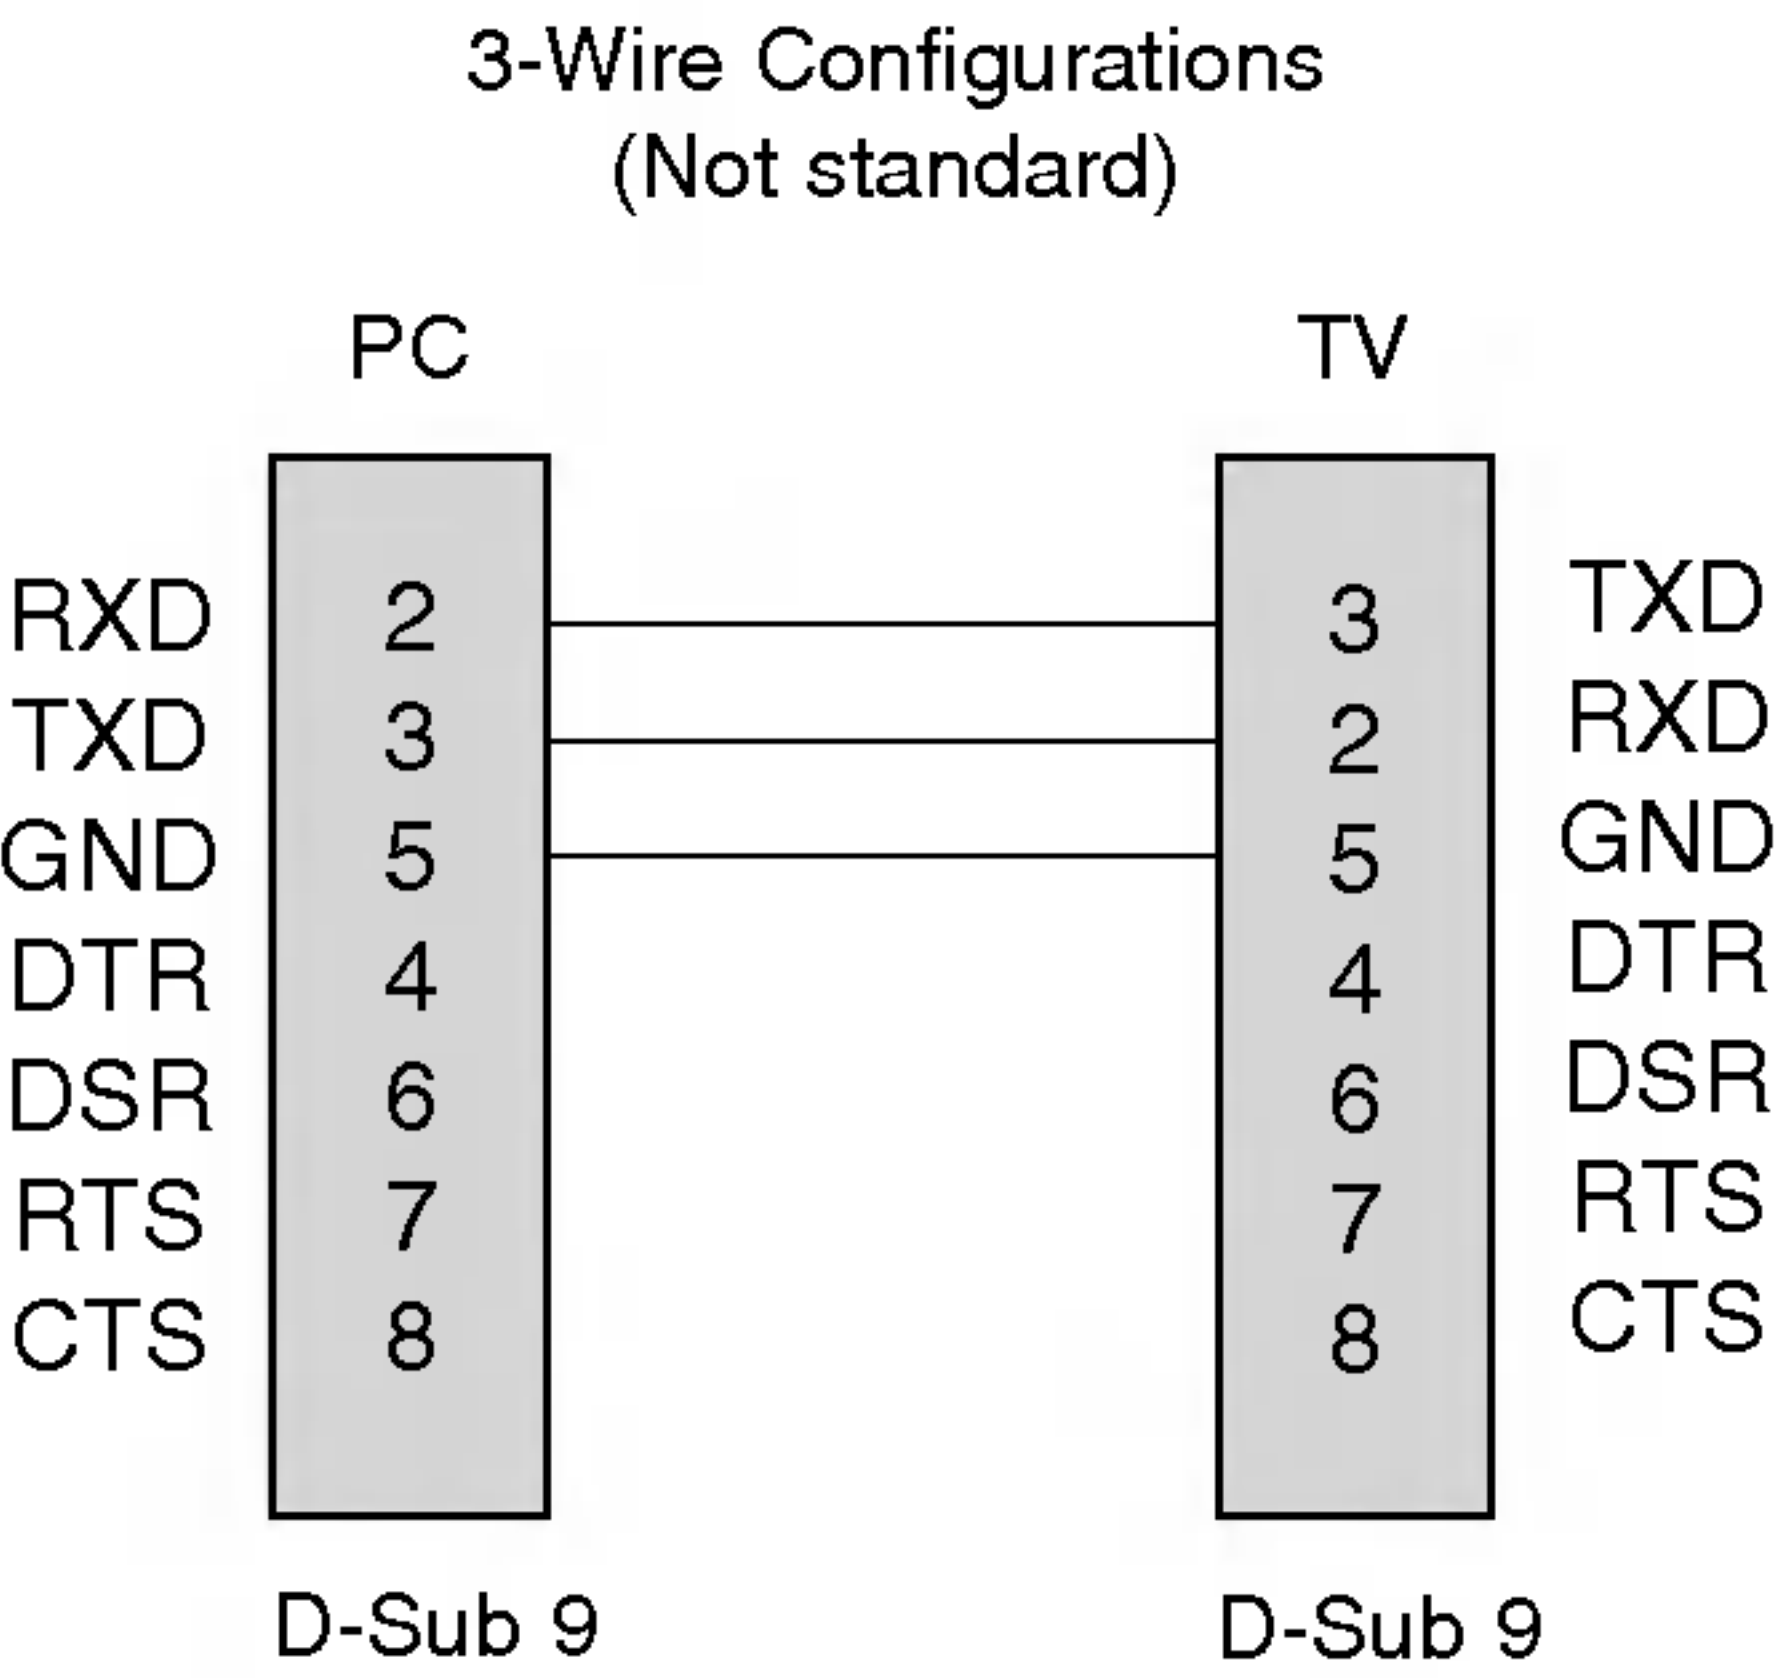 3-Wire Configurations
(Not standard)
PC TV
RXD 2 3 TXD
TXD 3 2 RXD
GND 5 5 GND
DTR 4 4 DTR
DSR 6 6 DSR
RTS 7 7 RTS
CTS 8 8 CTS
D-Sub 9 D-Sub 9